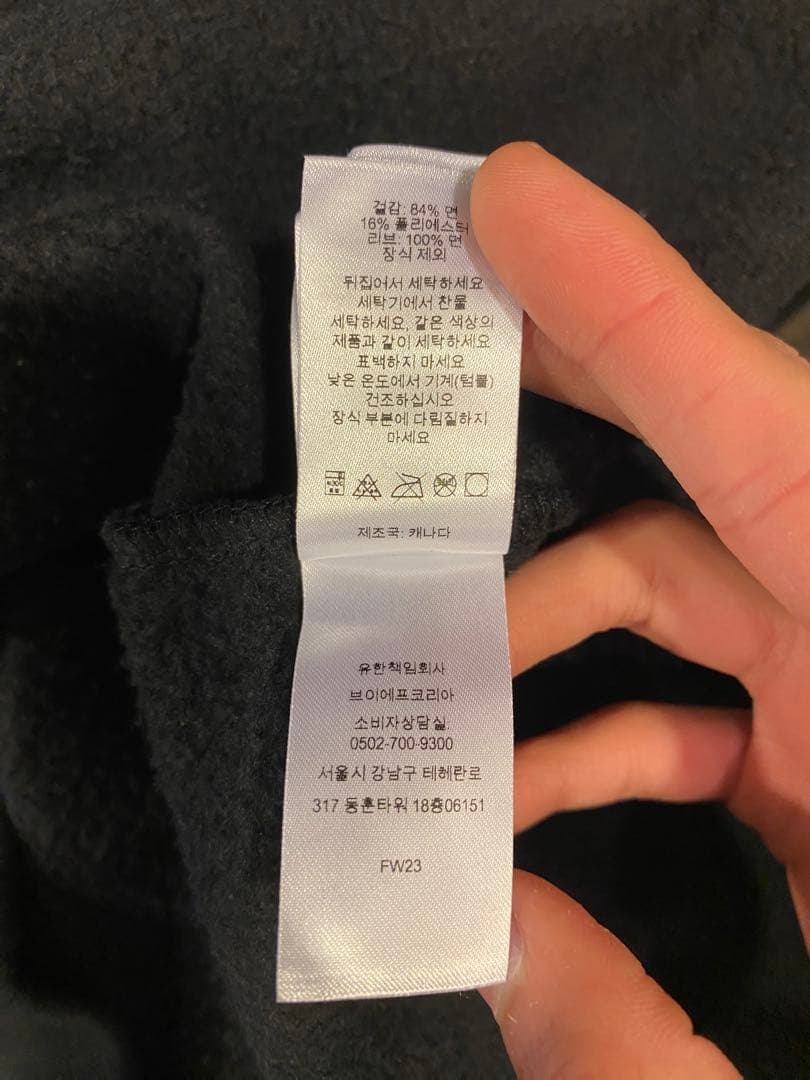 겉감: 84% 면
16% 폴리에스터
리브: 100% 면
장식 제외
뒤집어서 세탁하세요
세탁기에서 찬물
세탁하세요, 같은 색상의
제품과 같이 세탁하세요
표백하지 마세요
낮은 온도에서 기계(텀블)
건조하십시오
장식 부분에 다림질하지
마세요
제조국: 캐나다
유한책임회사
브이에프코리아
소비자상담실:
0502-700-9300
서울시 강남구 테헤란로
317 동훈타워 18층06151
FW23